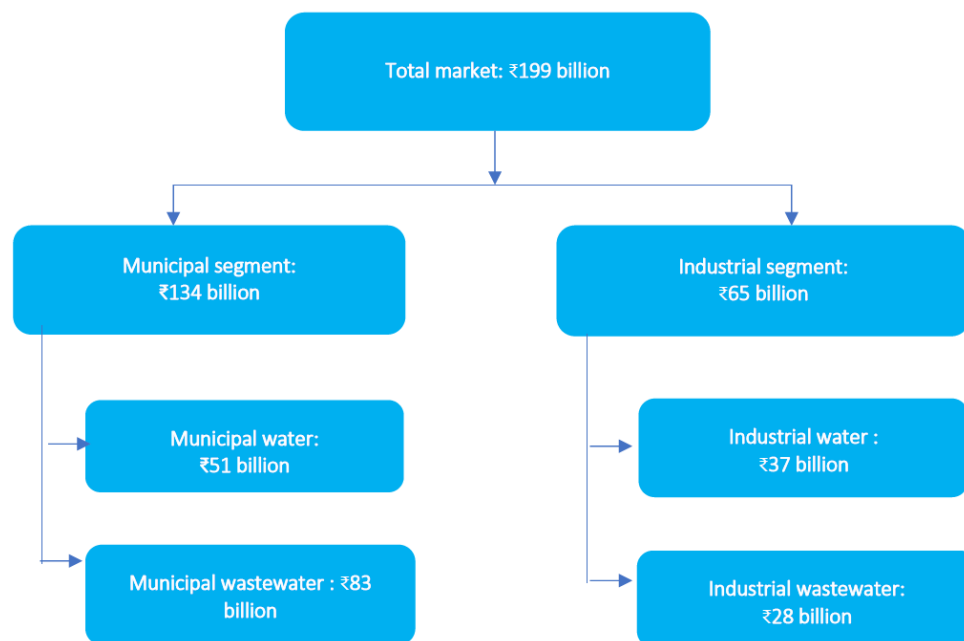 Total market: ₹199 billion
Municipal segment:
₹134 billion
Industrial segment:
₹65 billion
Municipal water:
₹51 billion
Industrial water :
₹37 billion
Municipal wastewater : ₹83
billion
Industrial wastewater:
₹28 billion